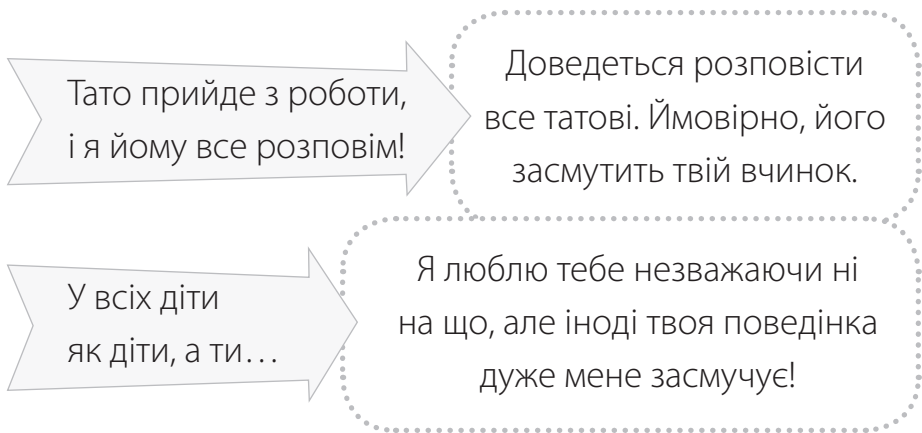 Тато прийде з роботи,
і я йому все розповім!
Доведеться розповісти
все татові. Ймовірно, його
засмутить твій вчинок.
У всіх діти
як діти, а ти…
Я люблю тебе незважаючи ні
на що, але іноді твоя поведінка
дуже мене засмучує!